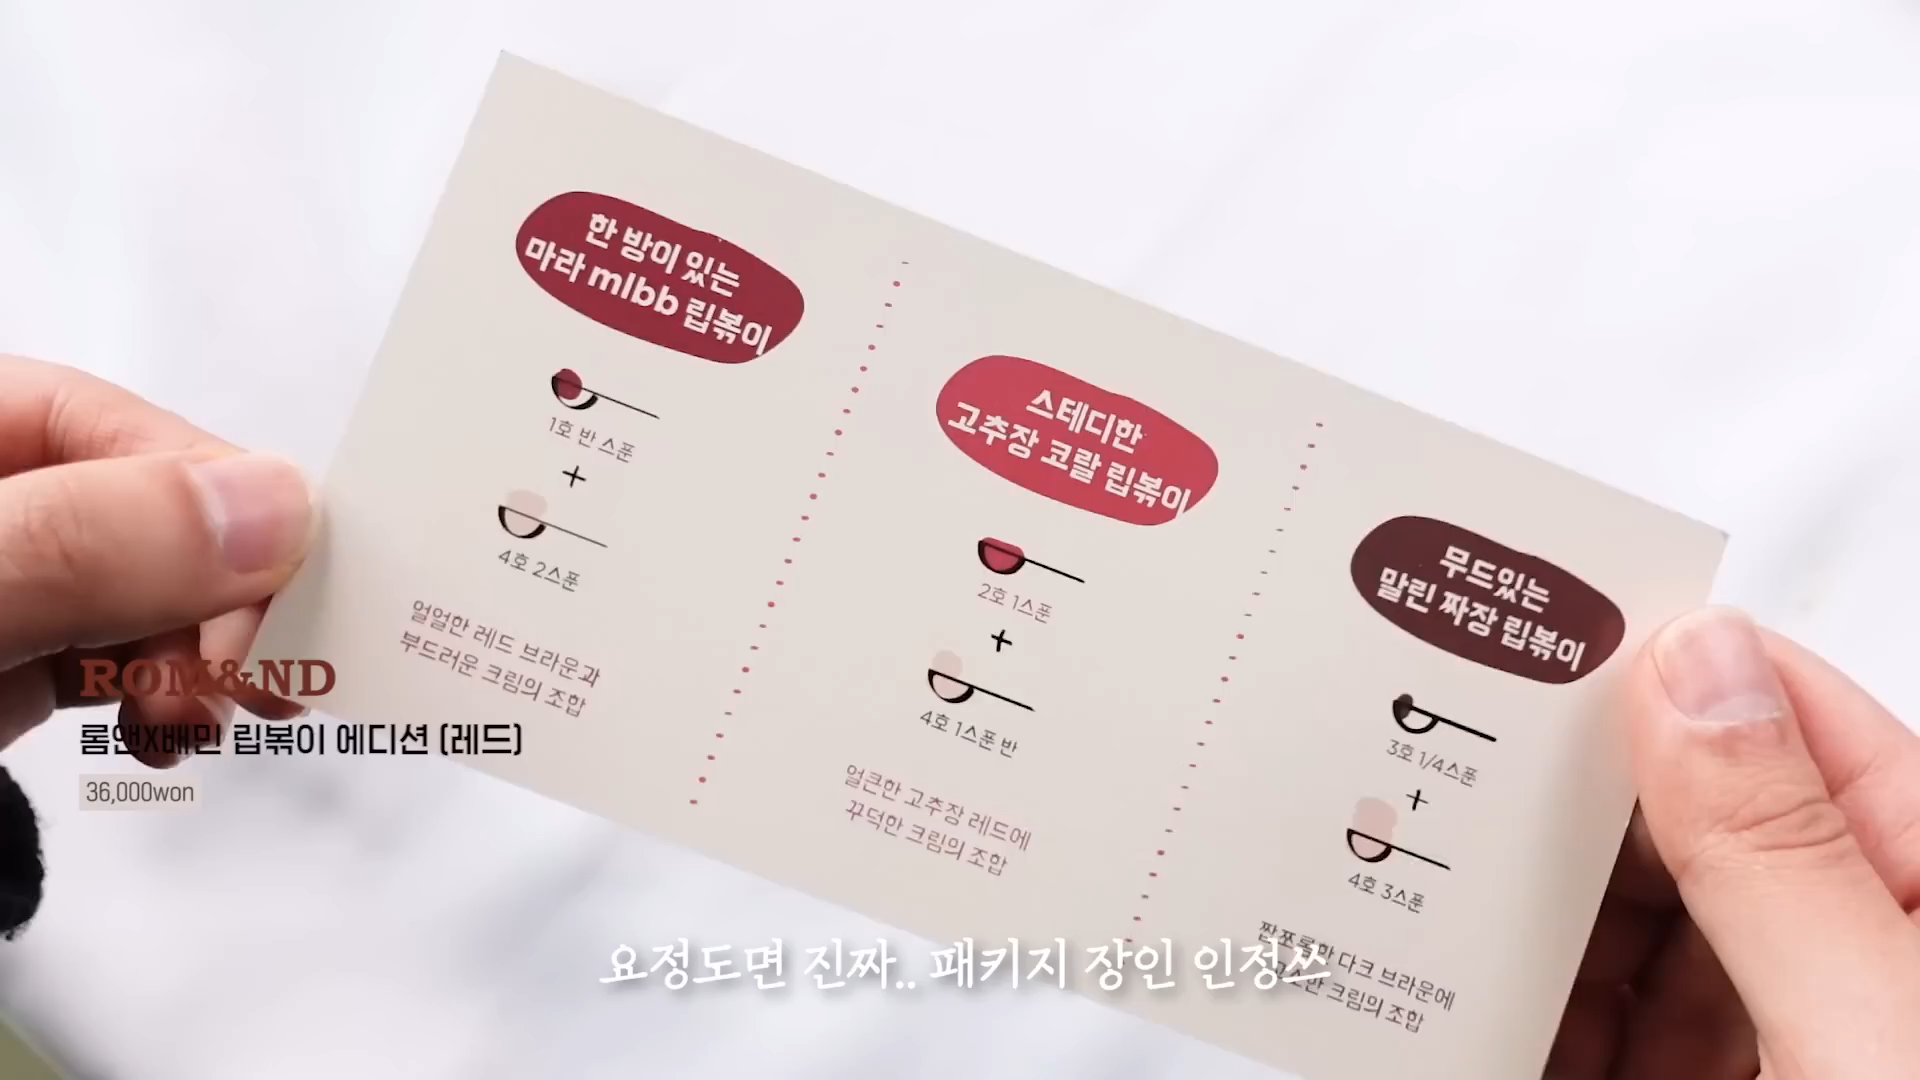 한 방이 있는
마라 mlbb 립볶이
1호 반 스푼
+
4호 2스푼
얼얼한 레드 브라운과
부드러운 크림의 조합
스테디한
고추장 코랄 립볶이
2호 1스푼
+
4호 1스푼 반
얼큰한 고추장 레드에
꾸덕한 크림의 조합
무드있는
말린 짜장 립볶이
3호 1/4스푼
+
4호 3스푼
짭쪼롬한 다크 브라운에
크림의 조합
ROM&ND
롬앤X배민 립볶이 에디션 (레드)
36,000won
요정도면 진짜.. 패키지 장인 인정쓰